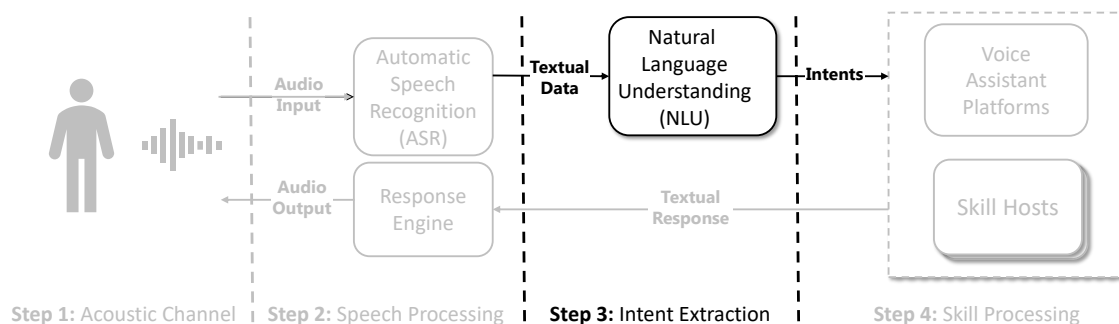 Audio
Input
Automatic
Speech
Recognition
(ASR)
Textual
Data
Natural
Language
Understanding
(NLU)
Intents
Voice
Assistant
Platforms
Audio
Output
Response
Engine
Textual
Response
Skill Hosts
Step 1: Acoustic Channel
Step 2: Speech Processing
Step 3: Intent Extraction
Step 4: Skill Processing